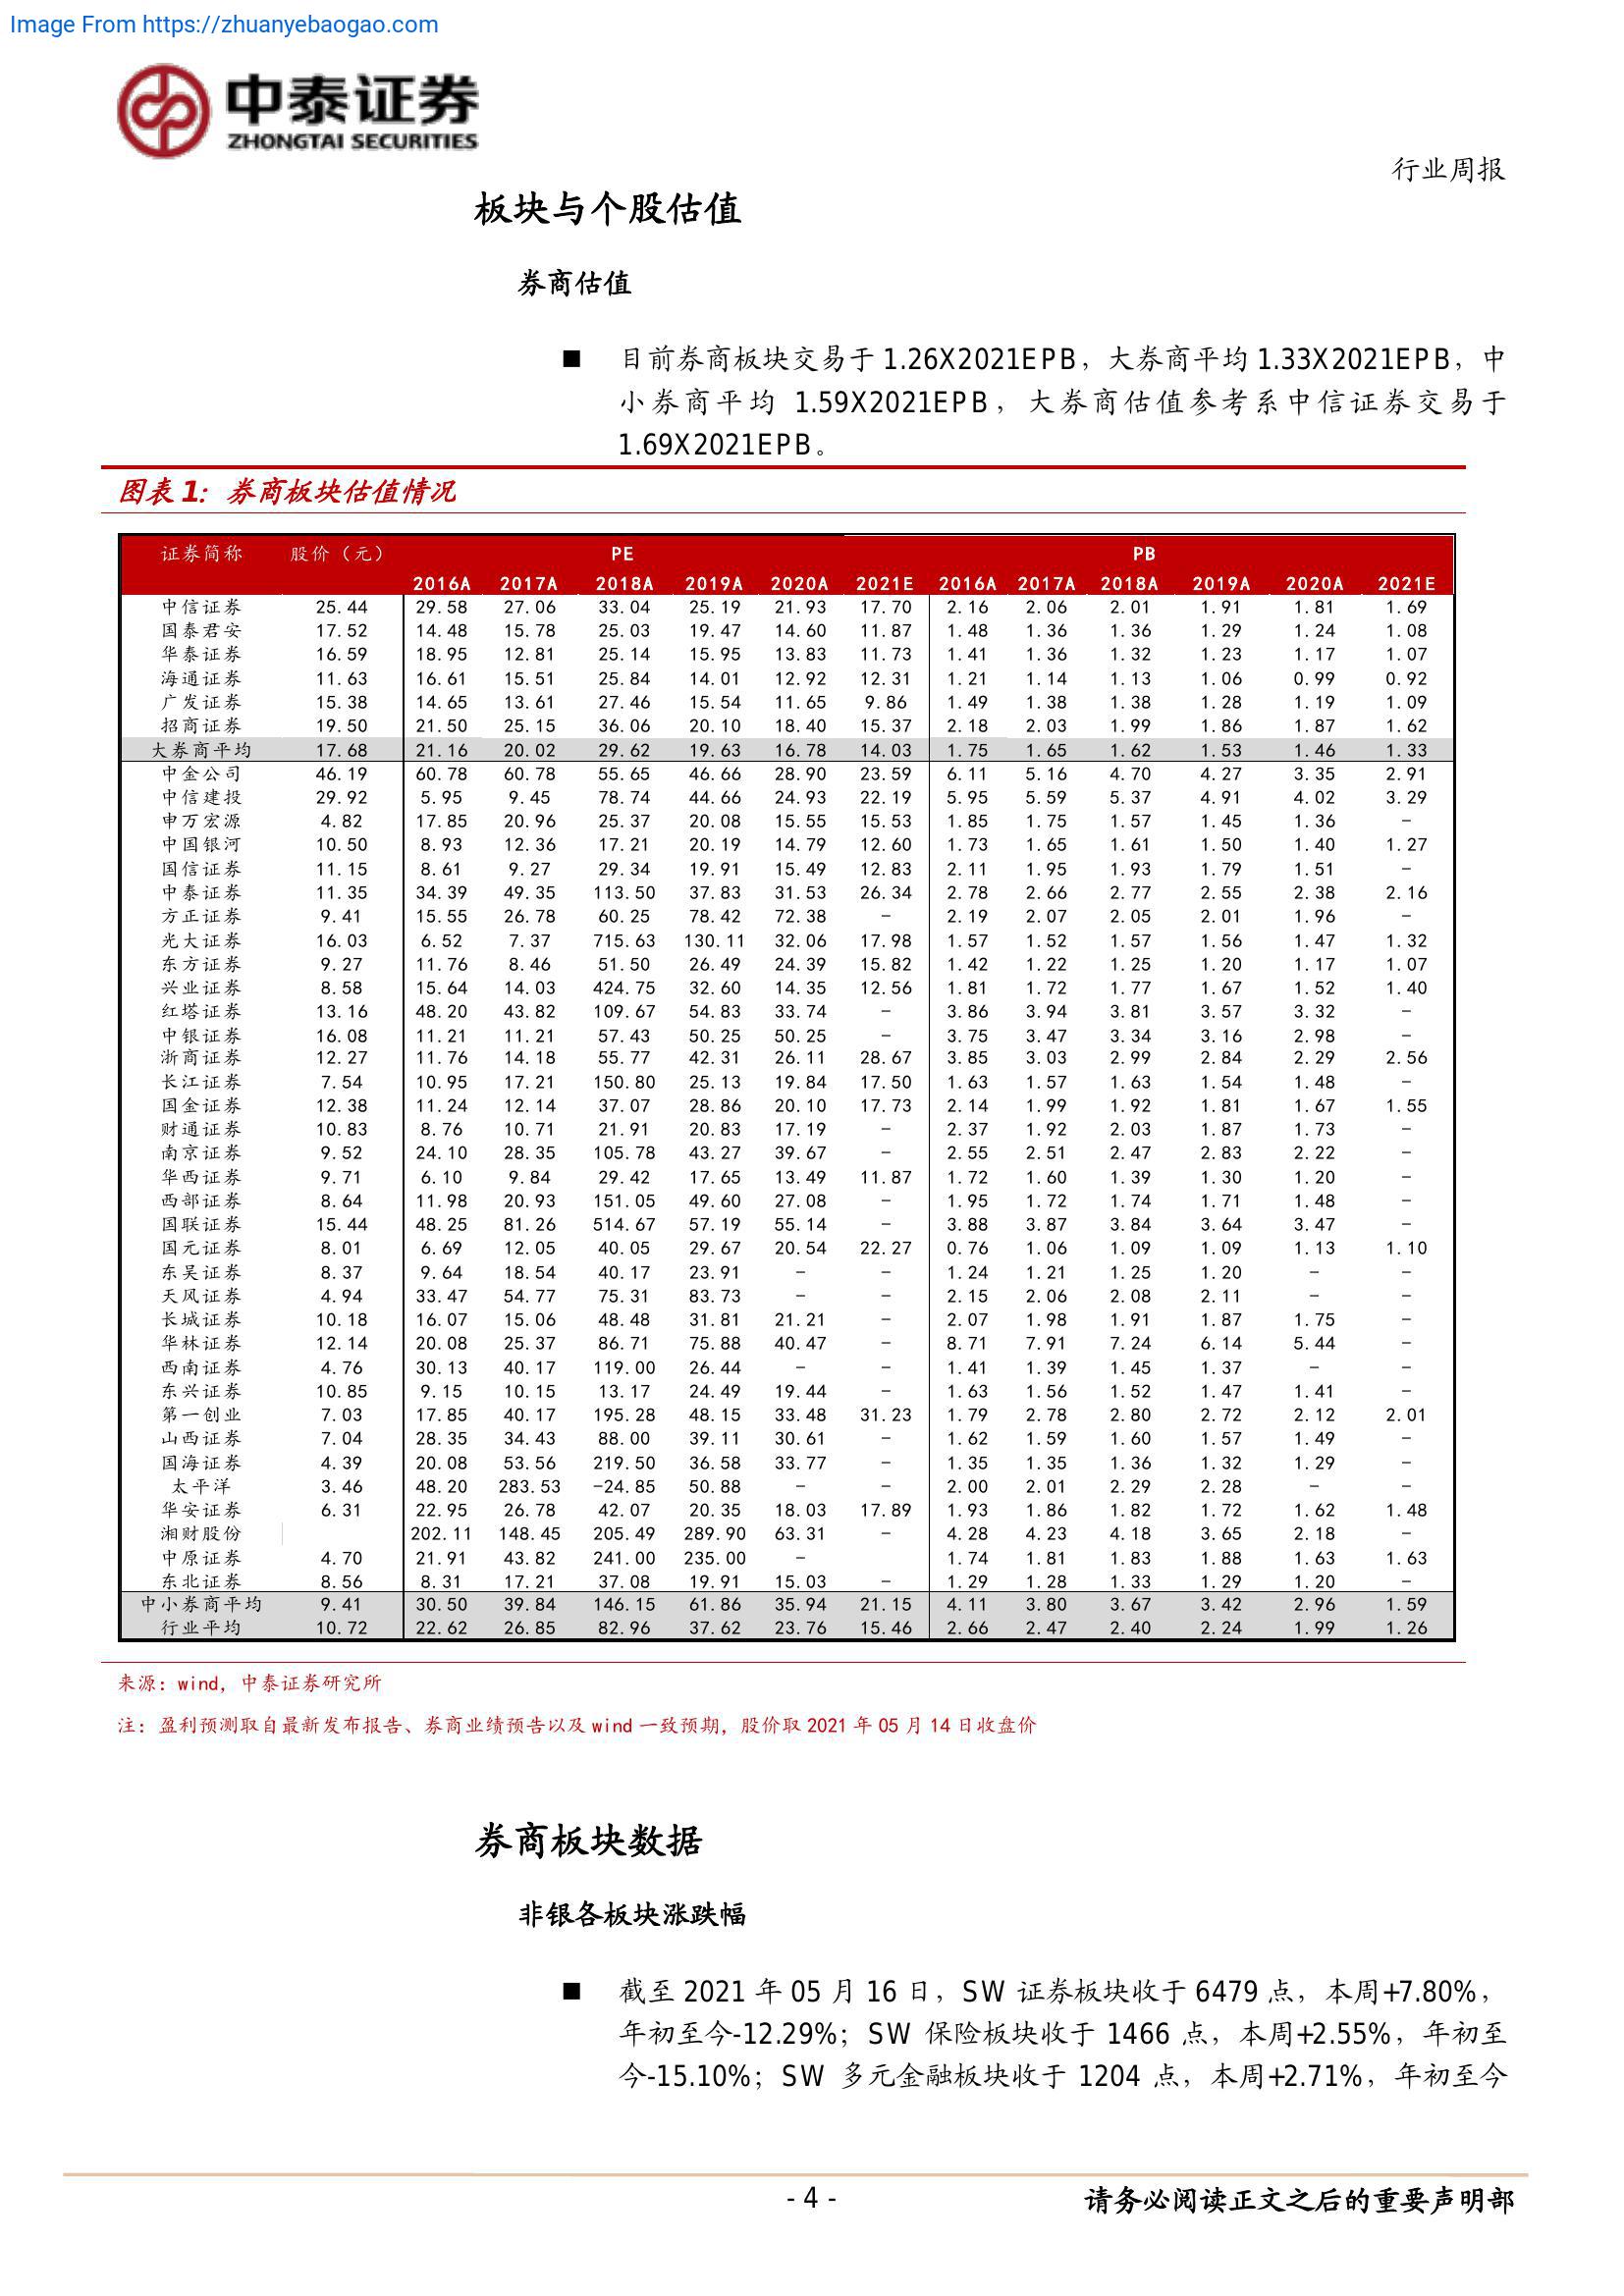 Image From https://zhuanyebaogao.com
中泰证券
ZHONGTAI SECURITIES
行业周报
板块与个股估值
券商估值
■ 目前券商板块交易于 1.26X2021EPB，大券商平均 1.33X2021EPB，中
小券商平均 1.59X2021EPB，大券商估值参考系中信证券交易于
1.69X2021EPB。
图表 1：券商板块估值情况
证券简称 股价（元） PE PB
2016A 2017A 2018A 2019A 2020A 2021E 2016A 2017A 2018A 2019A 2020A 2021E
中信证券 25.44 29.58 27.06 33.04 25.19 21.93 17.70 2.16 2.06 2.01 1.91 1.81 1.69
国泰君安 17.52 14.48 15.78 25.03 19.47 14.60 11.87 1.48 1.36 1.36 1.29 1.24 1.08
华泰证券 16.59 18.95 12.81 25.14 15.95 13.83 11.73 1.41 1.36 1.32 1.23 1.17 1.07
海通证券 11.63 16.61 15.51 25.84 14.01 12.92 12.31 1.21 1.14 1.13 1.06 0.99 0.92
广发证券 15.38 14.65 13.61 27.46 15.54 11.65 9.86 1.49 1.38 1.38 1.28 1.19 1.09
招商证券 19.50 21.50 25.15 36.06 20.10 18.40 15.37 2.18 2.03 1.99 1.86 1.87 1.62
大券商平均 17.68 21.16 20.02 29.62 19.63 16.78 14.03 1.75 1.65 1.62 1.53 1.46 1.33
中金公司 46.19 60.78 60.78 55.65 46.66 28.90 23.59 6.11 5.16 4.70 4.27 3.35 2.91
中信建投 29.92 5.95 9.45 78.74 44.66 24.93 22.19 5.95 5.59 5.37 4.91 4.02 3.29
申万宏源 4.82 17.85 20.96 25.37 20.08 15.55 15.53 1.85 1.75 1.57 1.45 1.36 -
中国银河 10.50 8.93 12.36 17.21 20.19 14.79 12.60 1.73 1.65 1.61 1.50 1.40 1.27
国信证券 11.15 8.61 9.27 29.34 19.91 15.49 12.83 2.11 1.95 1.93 1.79 1.51 -
中泰证券 11.35 34.39 49.35 113.50 37.83 31.53 26.34 2.78 2.66 2.77 2.55 2.38 2.16
方正证券 9.41 15.55 26.78 60.25 78.42 72.38 - 2.19 2.07 2.05 2.01 1.96 -
光大证券 16.03 6.52 7.37 715.63 130.11 32.06 17.98 1.57 1.52 1.57 1.56 1.47 1.32
东方证券 9.27 11.76 8.46 51.50 26.49 24.39 15.82 1.42 1.22 1.25 1.20 1.17 1.07
兴业证券 8.58 15.64 14.03 424.75 32.60 14.35 12.56 1.81 1.72 1.77 1.67 1.52 1.40
红塔证券 13.16 48.20 43.82 109.67 54.83 33.74 - 3.86 3.94 3.81 3.57 3.32 -
中银证券 16.08 11.21 11.21 57.43 50.25 50.25 - 3.75 3.47 3.34 3.16 2.98 -
浙商证券 12.27 11.76 14.18 55.77 42.31 26.11 28.67 3.85 3.03 2.99 2.84 2.29 2.56
长江证券 7.54 10.95 17.21 150.80 25.13 19.84 17.50 1.63 1.57 1.63 1.54 1.48 -
国金证券 12.38 11.24 12.14 37.07 28.86 20.10 17.73 2.14 1.99 1.92 1.81 1.67 1.55
财通证券 10.83 8.76 10.71 21.91 20.83 17.19 - 2.37 1.92 2.03 1.87 1.73 -
南京证券 9.52 24.10 28.35 105.78 43.27 39.67 - 2.55 2.51 2.47 2.83 2.22 -
华西证券 9.71 6.10 9.84 29.42 17.65 13.49 11.87 1.72 1.60 1.39 1.30 1.20 -
西部证券 8.64 11.98 20.93 151.05 49.60 27.08 - 1.95 1.72 1.74 1.71 1.48 -
国联证券 15.44 48.25 81.26 514.67 57.19 55.14 - 3.88 3.87 3.84 3.64 3.47 -
国元证券 8.01 6.69 12.05 40.05 29.67 20.54 22.27 0.76 1.06 1.09 1.09 1.13 1.10
东吴证券 8.37 9.64 18.54 40.17 23.91 - - 1.24 1.21 1.25 1.20 - -
天风证券 4.94 33.47 54.77 75.31 83.73 - - 2.15 2.06 2.08 2.11 - -
长城证券 10.18 16.07 15.06 48.48 31.81 21.21 - 2.07 1.98 1.91 1.87 1.75 -
华林证券 12.14 20.08 25.37 86.71 75.88 40.47 - 8.71 7.91 7.24 6.14 5.44 -
西南证券 4.76 30.13 40.17 119.00 26.44 - - 1.41 1.39 1.45 1.37 - -
东兴证券 10.85 9.15 10.15 13.17 24.49 19.44 - 1.63 1.56 1.52 1.47 1.41 -
第一创业 7.03 17.85 40.17 195.28 48.15 33.48 31.23 1.79 2.78 2.80 2.72 2.12 2.01
山西证券 7.04 28.35 34.43 88.00 39.11 30.61 - 1.62 1.59 1.60 1.57 1.49 -
国海证券 4.39 20.08 53.56 219.50 36.58 33.77 - 1.35 1.35 1.36 1.32 1.29 -
太平洋 3.46 48.20 283.53 -24.85 50.88 - - 2.00 2.01 2.29 2.28 - -
华安证券 6.31 22.95 26.78 42.07 20.35 18.03 17.89 1.93 1.86 1.82 1.72 1.62 1.48
湘财股份 202.11 148.45 205.49 289.90 63.31 - 4.28 4.23 4.18 3.65 2.18 -
中原证券 4.70 21.91 43.82 241.00 235.00 - 1.74 1.81 1.83 1.88 1.63 1.63
东北证券 8.56 8.31 17.21 37.08 19.91 15.03 - 1.29 1.28 1.33 1.29 1.20 -
中小券商平均 9.41 30.50 39.84 146.15 61.86 35.94 21.15 4.11 3.80 3.67 3.42 2.96 1.59
行业平均 10.72 22.62 26.85 82.96 37.62 23.76 15.46 2.66 2.47 2.40 2.24 1.99 1.26
来源：wind，中泰证券研究所
注：盈利预测取自最新发布报告、券商业绩预告以及 wind 一致预期，股价取 2021 年 05 月 14 日收盘价
券商板块数据
非银各板块涨跌幅
■ 截至 2021 年 05 月 16 日，SW 证券板块收于 6479 点，本周+7.80%，
年初至今-12.29%；SW 保险板块收于 1466 点，本周+2.55%，年初至
今-15.10%；SW 多元金融板块收于 1204 点，本周+2.71%，年初至今
- 4 -
请务必阅读正文之后的重要声明部